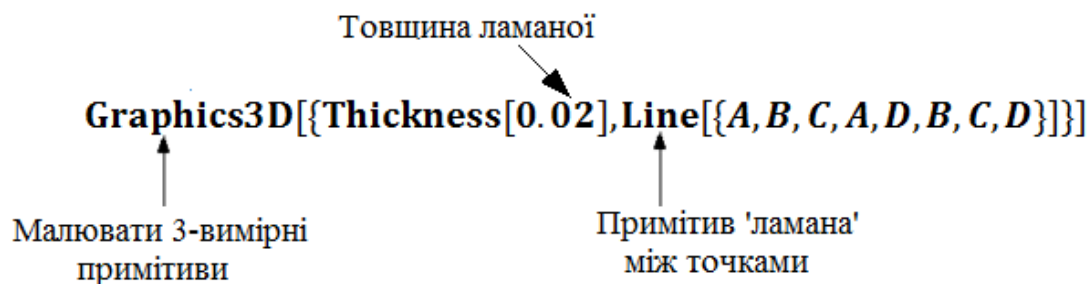 Товщина ламаної
Graphics3D[{Thickness[0.02],Line[{A,B,C,A,D,B,C,D}]}]
Малювати 3-вимірні
примітиви
Примітив 'ламана'
між точками